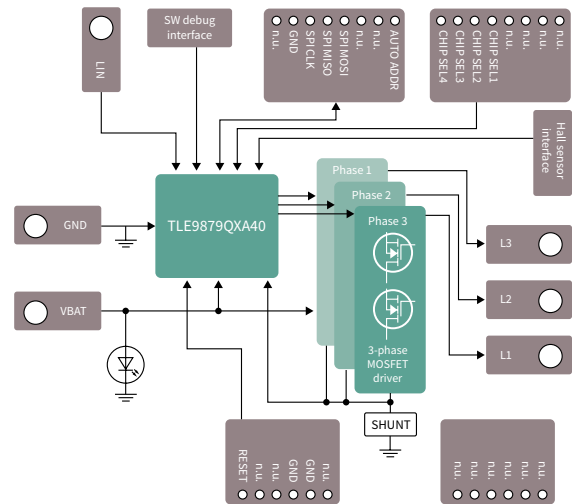 LIN
SW debug
interface
n.u.
GND
SPI CLK
SPI MISO
SPI MOSI
n.u.
n.u.
AUTO ADDR
CHIP SEL4
CHIP SEL3
CHIP SEL2
CHIP SEL1
n.u.
n.u.
n.u.
n.u.
Hall sensor
interface
Phase 1
Phase 2
Phase 3
TLE9879QXA40
GND
VBAT
L3
L2
L1
3-phase
MOSFET
driver
SHUNT
RESET
n.u.
n.u.
GND
GND
n.u.
n.u.
n.u.
n.u.
n.u.
n.u.
n.u.